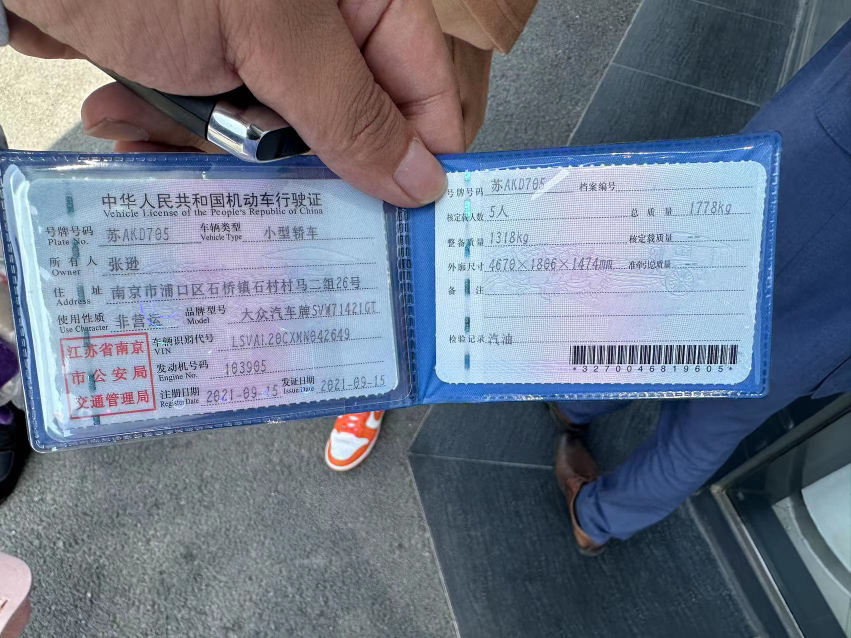 中华人民共和国机动车行驶证
Vehicle License of the People's Republic of China
号牌号码 苏AKD705 车辆类型 小型轿车
Plate No. Vehicle Type
所有人 张逊
Owner
住址 南京市浦口区石桥镇石村村马二组26号
Address
使用性质 非营运 品牌型号 大众汽车牌SVW71421GT
Use Character Model
江苏省南京
市公安局
交通管理局
车辆识别代号 LSVAL20CXMN042649
VIN
发动机号码 103905
Engine No.
注册日期 2021-09-15 发证日期 2021-09-15
Register Date Issue Date
号牌号码 苏AKD705 档案编号
核定载人数 5人 总质量 1778kg
整备质量 1318kg 核定载质量 --
外廓尺寸 4670×1806×1474mm 准牵引总质量 --
备注
检验记录 汽油
*3270046819605*